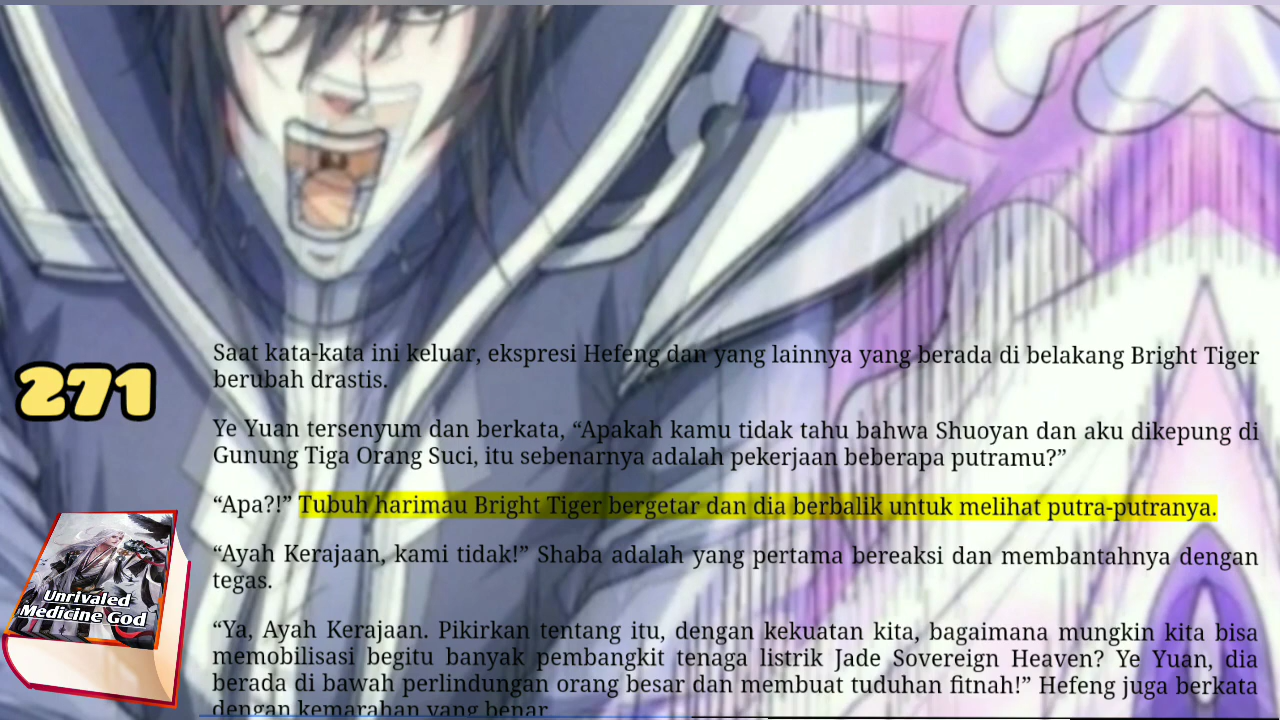 Saat kata-kata ini keluar, ekspresi Hefeng dan yang lainnya yang berada di belakang Bright Tiger
berubah drastis.
271
Ye Yuan tersenyum dan berkata, “Apakah kamu tidak tahu bahwa Shuoyan dan aku dikepung di
Gunung Tiga Orang Suci, itu sebenarnya adalah pekerjaan beberapa putramu?”
“Apa?!” Tubuh harimau Bright Tiger bergetar dan dia berbalik untuk melihat putra-putranya.
“Ayah Kerajaan, kami tidak!” Shaba adalah yang pertama bereaksi dan membantahnya dengan
tegas.
Unrivaled
Medicine God
“Ya, Ayah Kerajaan. Pikirkan tentang itu, dengan kekuatan kita, bagaimana mungkin kita bisa
memobilisasi begitu banyak pembangkit tenaga listrik Jade Sovereign Heaven? Ye Yuan, dia
berada di bawah perlindungan orang besar dan membuat tuduhan fitnah!” Hefeng juga berkata
dengan kemarahan yang benar